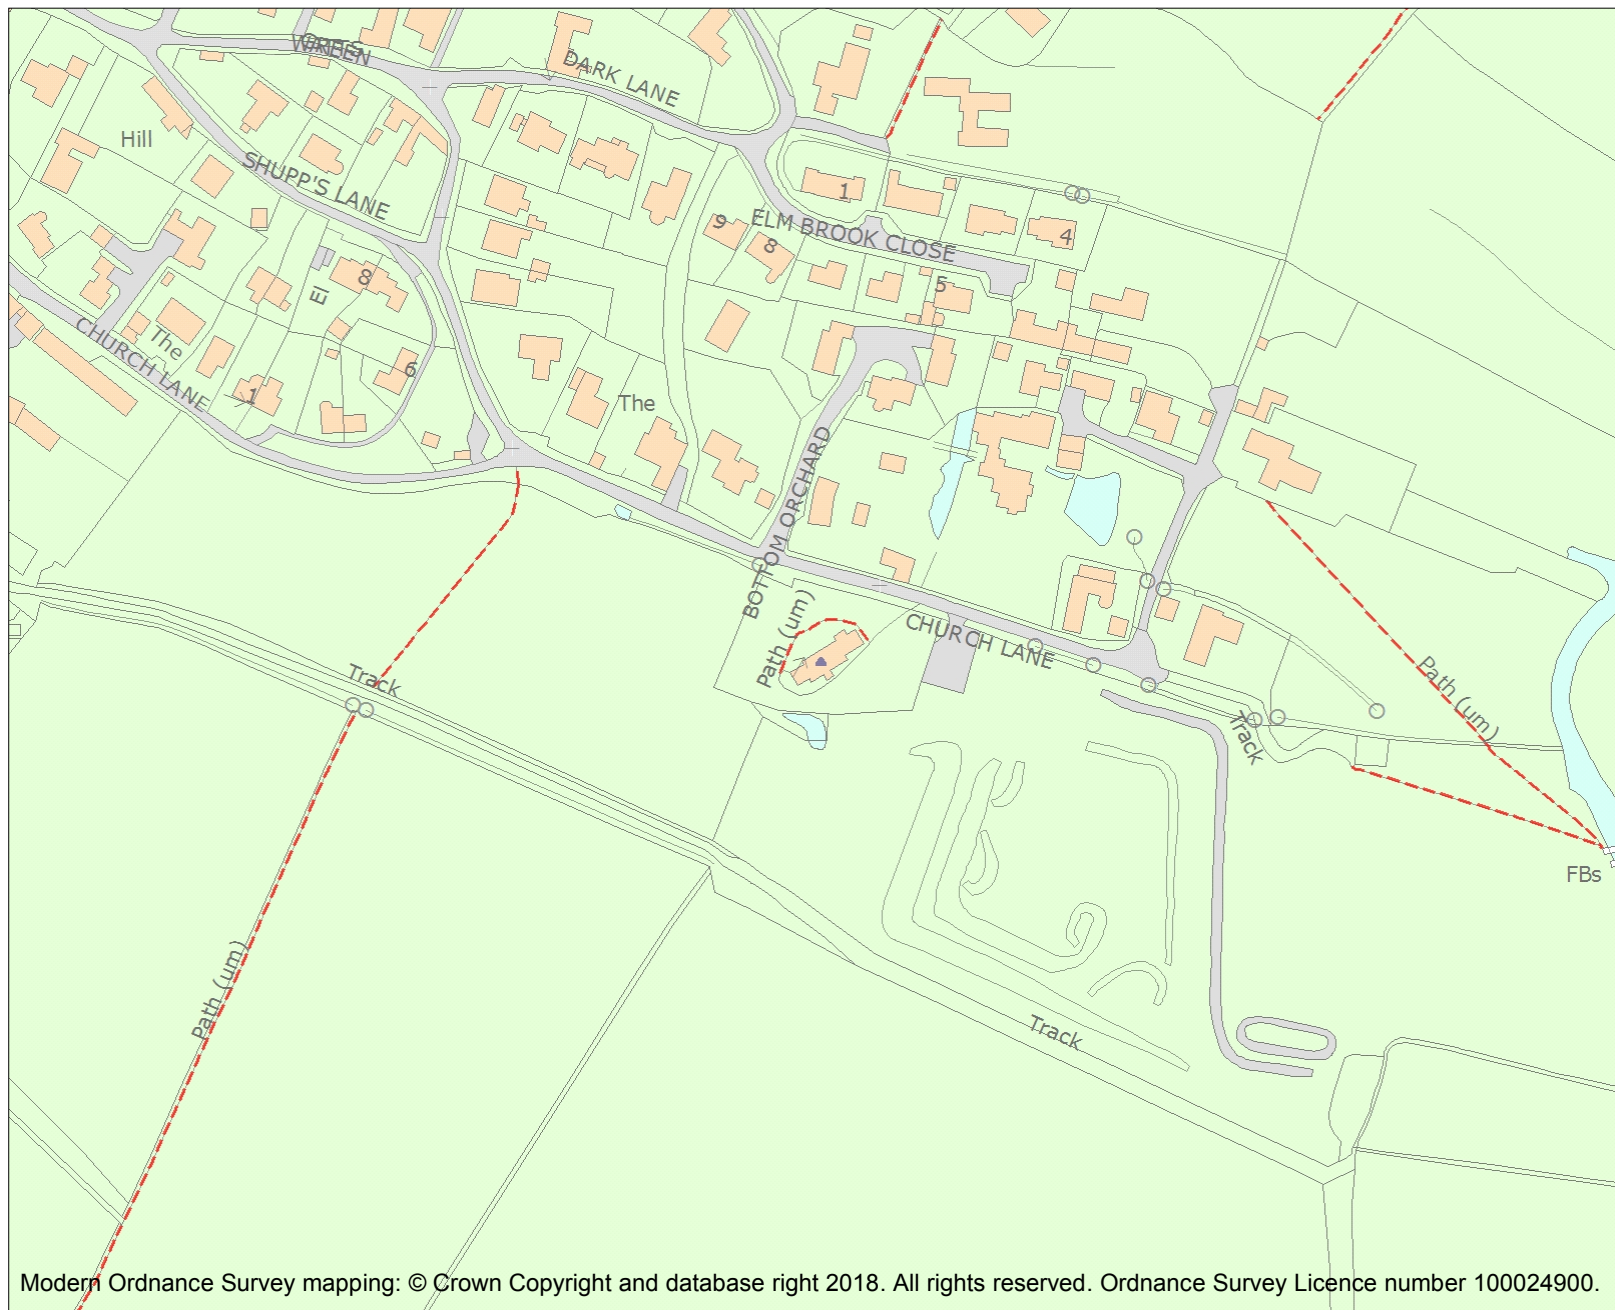 GREEN
DARK LANE
Hill
SHUPP'S LANE
1
9
8
ELM BROOK CLOSE
4
5
El
8
The
CHURCH LANE
1
6
The
BOTTOM ORCHARD
Path (um)
CHURCH LANE
Track
Path (um)
Track
FBs
Path (um)
Track
Modern Ordnance Survey mapping: © Crown Copyright and database right 2018. All rights reserved. Ordnance Survey Licence number 100024900.